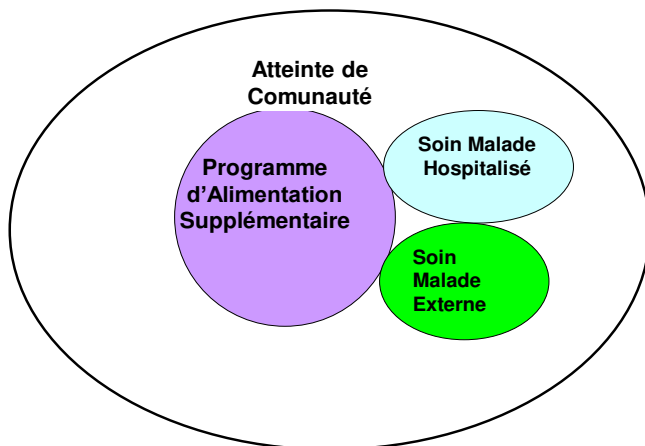 Atteinte de
Comunauté
Programme
d’Alimentation
Supplémentaire
Soin Malade
Hospitalisé
Soin
Malade
Externe